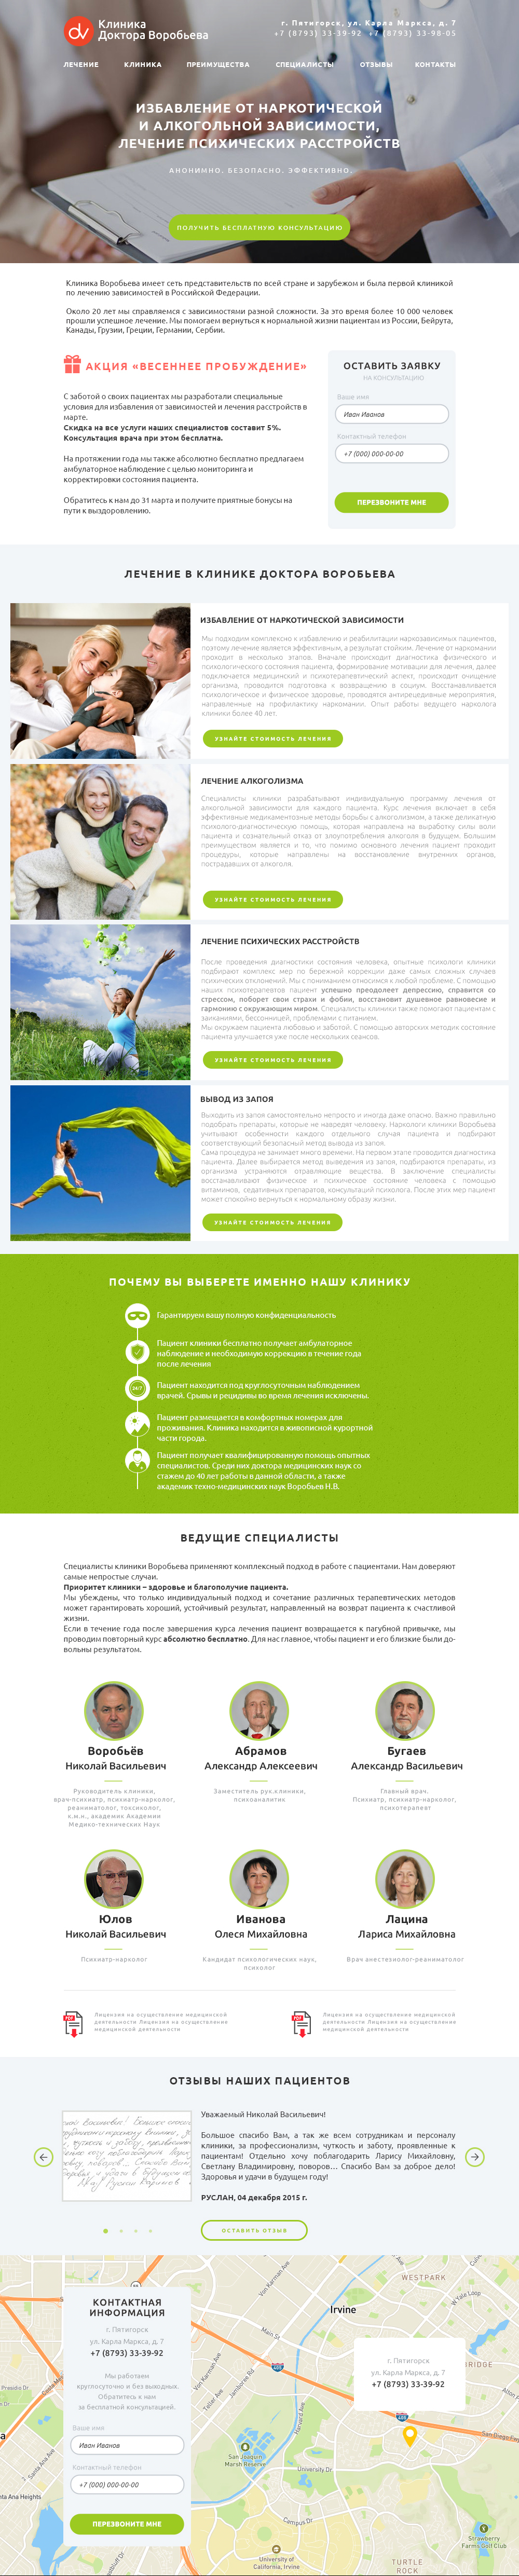 Клиника
Доктора Воробьева
г. Пятигорск, ул. Карла Маркса, д. 7
+7 (8793) 33-39-92 +7 (8793) 33-98-05
ЛЕЧЕНИЕ КЛИНИКА ПРЕИМУЩЕСТВА СПЕЦИАЛИСТЫ ОТЗЫВЫ КОНТАКТЫ
ИЗБАВЛЕНИЕ ОТ НАРКОТИЧЕСКОЙ
И АЛКОГОЛЬНОЙ ЗАВИСИМОСТИ,
ЛЕЧЕНИЕ ПСИХИЧЕСКИХ РАССТРОЙСТВ
АНОНИМНО. БЕЗОПАСНО. ЭФФЕКТИВНО.
ПОЛУЧИТЬ БЕСПЛАТНУЮ КОНСУЛЬТАЦИЮ
Клиника Воробьева имеет сеть представительств по всей стране и зарубежом и была первой клиникой
по лечению зависимостей в Российской Федерации.
Около 20 лет мы справляемся с зависимостями разной сложности. За это время более 10 000 человек
прошли успешное лечение. Мы помогаем вернуться к нормальной жизни пациентам из России, Бейрута,
Канады, Грузии, Греции, Германии, Сербии.
АКЦИЯ «ВЕСЕННЕЕ ПРОБУЖДЕНИЕ»
С заботой о своих пациентах мы разработали специальные
условия для избавления от зависимостей и лечения расстройств в
марте.
Скидка на все услуги наших специалистов составит 5%.
Консультация врача при этом бесплатна.
На протяжении года мы также абсолютно бесплатно предлагаем
амбулаторное наблюдение с целью мониторинга и
корректировки состояния пациента.
Обратитесь к нам до 31 марта и получите приятные бонусы на
пути к выздоровлению.
ОСТАВИТЬ ЗАЯВКУ
НА КОНСУЛЬТАЦИЮ
Ваше имя
Иван Иванов
Контактный телефон
+7 (000) 000-00-00
ПЕРЕЗВОНИТЕ МНЕ
ЛЕЧЕНИЕ В КЛИНИКЕ ДОКТОРА ВОРОБЬЕВА
ИЗБАВЛЕНИЕ ОТ НАРКОТИЧЕСКОЙ ЗАВИСИМОСТИ
Мы подходим комплексно к избавлению и реабилитации наркозависимых пациентов,
поэтому лечение является эффективным, а результат стойким. Лечение от наркомании
проходит в несколько этапов. Вначале происходит диагностика физического и
психологического состояния пациента, формирование мотивации для лечения, далее
подключается медицинский и психотерапевтический аспект, происходит очищение
организма, проводится подготовка к возвращению в социум. Восстанавливается
психологическое и физическое здоровье, проводятся антирецедивные мероприятия,
направленные на профилактику наркомании. Опыт работы ведущего нарколога
клиники более 40 лет.
УЗНАЙТЕ СТОИМОСТЬ ЛЕЧЕНИЯ
ЛЕЧЕНИЕ АЛКОГОЛИЗМА
Специалисты клиники разрабатывают индивидуальную программу лечения от
алкогольной зависимости для каждого пациента. Курс лечения включает в себя
эффективные медикаментозные методы борьбы с алкоголизмом, а также деликатную
психолого-диагностическую помощь, которая направлена на выработку силы воли
пациента и сознательный отказ от злоупотребления алкоголя в будущем. Большим
преимуществом является и то, что помимо основного лечения пациент проходит
процедуры, которые направлены на восстановление внутренних органов,
пострадавших от алкоголя.
УЗНАЙТЕ СТОИМОСТЬ ЛЕЧЕНИЯ
ЛЕЧЕНИЕ ПСИХИЧЕСКИХ РАССТРОЙСТВ
После проведения диагностики состояния человека, опытные психологи клиники
подбирают комплекс мер по бережной коррекции даже самых сложных случаев
психических отклонений. Мы с пониманием относимся к любой проблеме. С помощью
наших психотерапевтов пациент успешно преодолеет депрессию, справится со
стрессом, поборет свои страхи и фобии, восстановит душевное равновесие и
гармонию с окружающим миром. Специалисты клиники также помогают пациентам с
заиканиями, бессонницей, проблемами с питанием.
Мы окружаем пациента любовью и заботой. С помощью авторских методик состояние
пациента улучшается уже после нескольких сеансов.
УЗНАЙТЕ СТОИМОСТЬ ЛЕЧЕНИЯ
ВЫВОД ИЗ ЗАПОЯ
Выходить из запоя самостоятельно непросто и иногда даже опасно. Важно правильно
подобрать препараты, которые не навредят человеку. Наркологи клиники Воробьева
учитывают особенности каждого отдельного случая пациента и подбирают
соответствующий безопасный метод вывода из запоя.
Сама процедура не занимает много времени. На первом этапе проводится диагностика
пациента. Далее выбирается метод выведения из запоя, подбираются препараты, из
организма устраняются отравляющие вещества. В заключение специалисты
восстанавливают физическое и психическое состояние человека с помощью
витаминов, седативных препаратов, консультаций психолога. После этих мер пациент
может спокойно вернуться к нормальному образу жизни.
УЗНАЙТЕ СТОИМОСТЬ ЛЕЧЕНИЯ
ПОЧЕМУ ВЫ ВЫБЕРЕТЕ ИМЕННО НАШУ КЛИНИКУ
Гарантируем вашу полную конфиденциальность
Пациент клиники бесплатно получает амбулаторное
наблюдение и необходимую коррекцию в течение года
после лечения
24/7
Пациент находится под круглосуточным наблюдением
врачей. Срывы и рецидивы во время лечения исключены.
Пациент размещается в комфортных номерах для
проживания. Клиника находится в живописной курортной
части города.
Пациент получает квалифицированную помощь опытных
специалистов. Среди них доктора медицинских наук со
стажем до 40 лет работы в данной области, а также
академик техно-медицинских наук Воробьев Н.В.
ВЕДУЩИЕ СПЕЦИАЛИСТЫ
Специалисты клиники Воробьева применяют комплексный подход в работе с пациентами. Нам доверяют
самые непростые случаи.
Приоритет клиники – здоровье и благополучие пациента.
Мы убеждены, что только индивидуальный подход и сочетание различных терапевтических методов
может гарантировать хороший, устойчивый результат, направленный на возврат пациента к счастливой
жизни.
Если в течение года после завершения курса лечения пациент возвращается к пагубной привычке, мы
проводим повторный курс абсолютно бесплатно. Для нас главное, чтобы пациент и его близкие были до-
вольны результатом.
Воробьёв
Николай Васильевич
Руководитель клиники,
врач-психиатр, психиатр-нарколог,
реаниматолог, токсиколог,
к.м.н., академик Академии
Медико-технических Наук
Абрамов
Александр Алексеевич
Заместитель рук.клиники,
психоаналитик
Бугаев
Александр Васильевич
Главный врач.
Психиатр, психиатр-нарколог,
психотерапевт
Юлов
Николай Васильевич
Психиатр-нарколог
Иванова
Олеся Михайловна
Кандидат психологических наук,
психолог
Лацина
Лариса Михайловна
Врач анестезиолог-реаниматолог
PDF
Лицензия на осуществление медицинской
деятельности Лицензия на осуществление
медицинской деятельности
PDF
Лицензия на осуществление медицинской
деятельности Лицензия на осуществление
медицинской деятельности
ОТЗЫВЫ НАШИХ ПАЦИЕНТОВ
Уважаемый Николай Васильевич!
Большое спасибо Вам, а так же всем сотрудникам и персоналу
клиники, за профессионализм, чуткость и заботу, проявленные к
пациентам! Отдельно хочу поблагодарить Ларису Михайловну,
Светлану Владимировну, поворов… Спасибо Вам за доброе дело!
Здоровья и удачи в будущем году!
РУСЛАН, 04 декабря 2015 г.
ОСТАВИТЬ ОТЗЫВ
КОНТАКТНАЯ
ИНФОРМАЦИЯ
г. Пятигорск
ул. Карла Маркса, д. 7
+7 (8793) 33-39-92
Мы работаем
круглосуточно и без выходных.
Обратитесь к нам
за бесплатной консультацией.
Ваше имя
Иван Иванов
Контактный телефон
+7 (000) 000-00-00
ПЕРЕЗВОНИТЕ МНЕ
WESTPARK
Irvine
Main St
Von Karman Ave
Jamboree Rd
Harvard Ave
San Joaquin
Marsh Reserve
University Dr
Campus Dr
University of
California, Irvine
TURTLE
ROCK
Strawberry
Farms Golf Club
г. Пятигорск
ул. Карла Маркса, д. 7
+7 (8793) 33-39-92